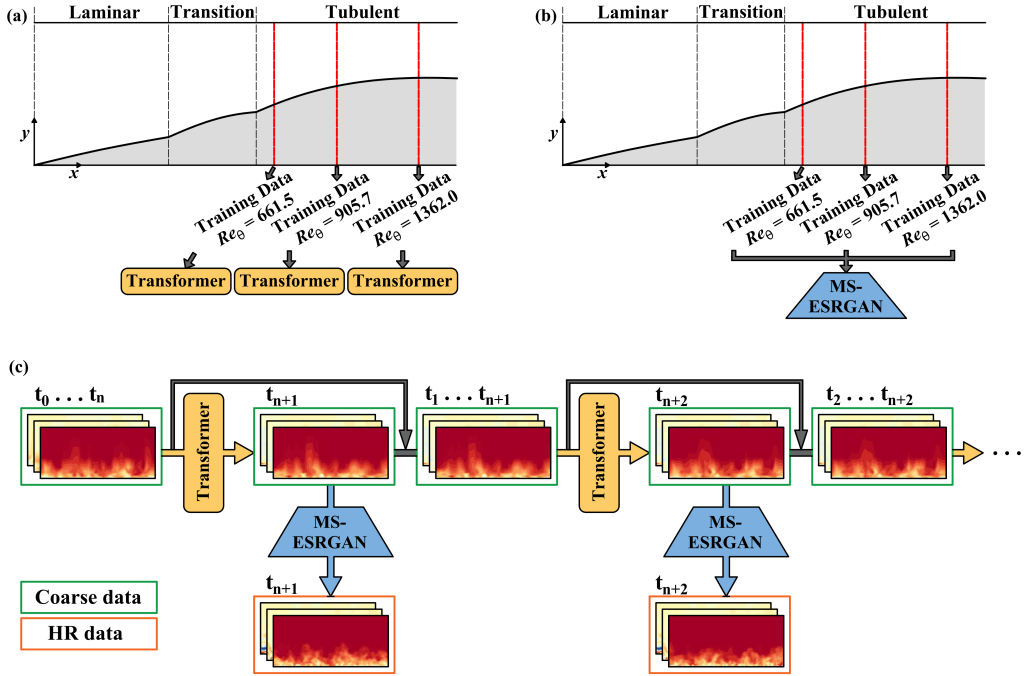 (a)
Laminar
Transition
Tubulent
y
x
Training Data
Reθ = 661.5
Training Data
Reθ = 905.7
Training Data
Reθ = 1362.0
Transformer
Transformer
Transformer
(b)
Laminar
Transition
Tubulent
y
x
Training Data
Reθ = 661.5
Training Data
Reθ = 905.7
Training Data
Reθ = 1362.0
MS-
ESRGAN
(c)
t0 . . . tn
Transformer
tn+1
t1 . . . tn+1
Transformer
tn+2
t2 . . . tn+2
. . .
MS-
ESRGAN
MS-
ESRGAN
tn+1
tn+2
Coarse data
HR data